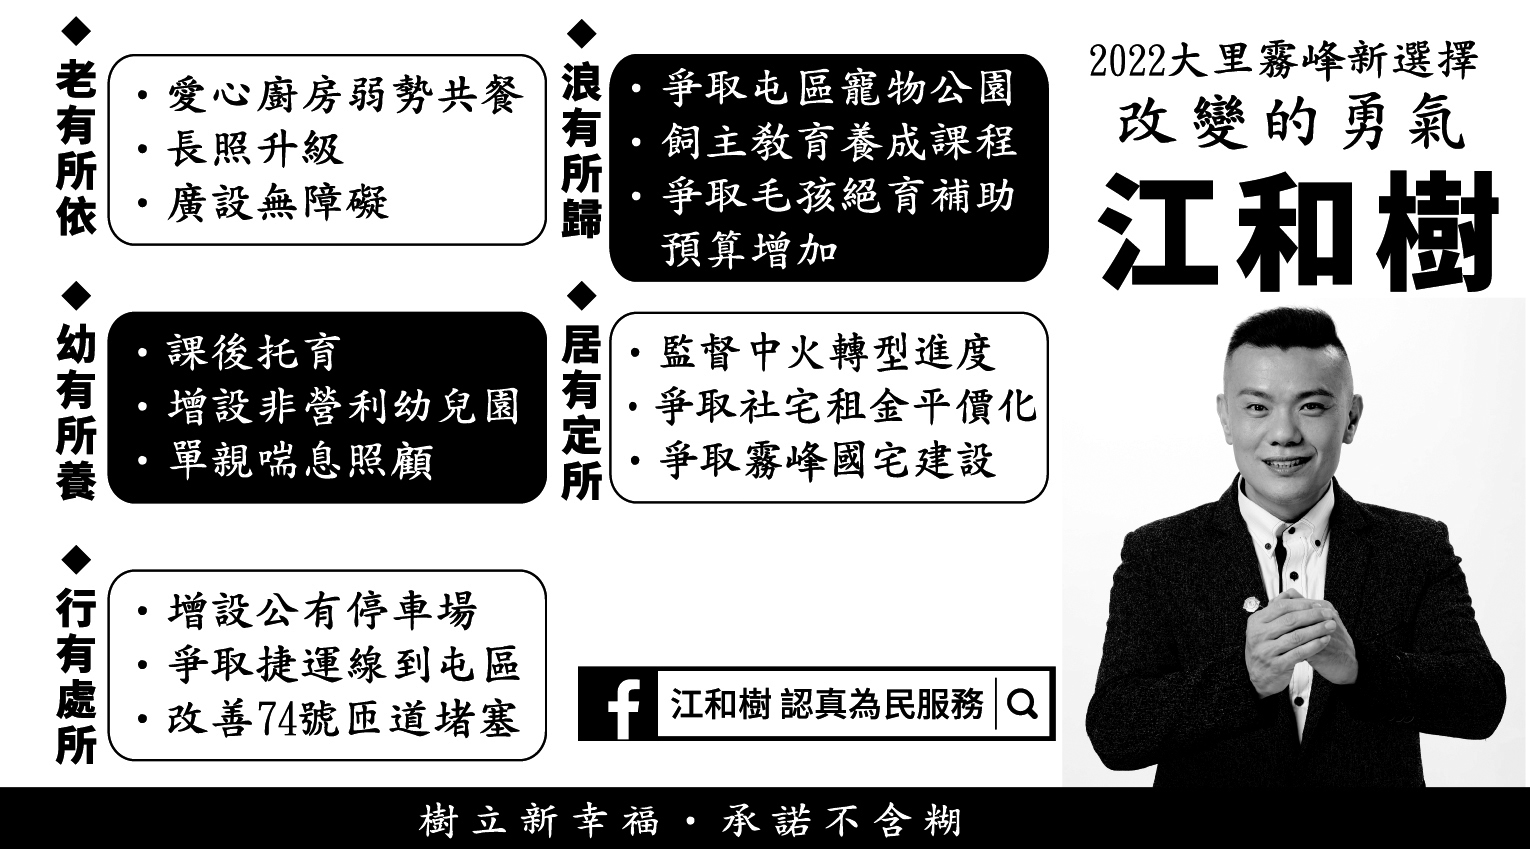 ◆老有所依
・愛心廚房弱勢共餐
・長照升級
・廣設無障礙
◆幼有所養
・課後托育
・增設非營利幼兒園
・單親喘息照顧
◆行有處所
・增設公有停車場
・爭取捷運線到屯區
・改善74號匝道堵塞
◆浪有所歸
・爭取屯區寵物公園
・飼主教育養成課程
・爭取毛孩絕育補助
預算增加
◆居有定所
・監督中火轉型進度
・爭取社宅租金平價化
・爭取霧峰國宅建設
江和樹 認真為民服務
2022大里霧峰新選擇
改變的勇氣
江和樹
樹立新幸福・承諾不含糊